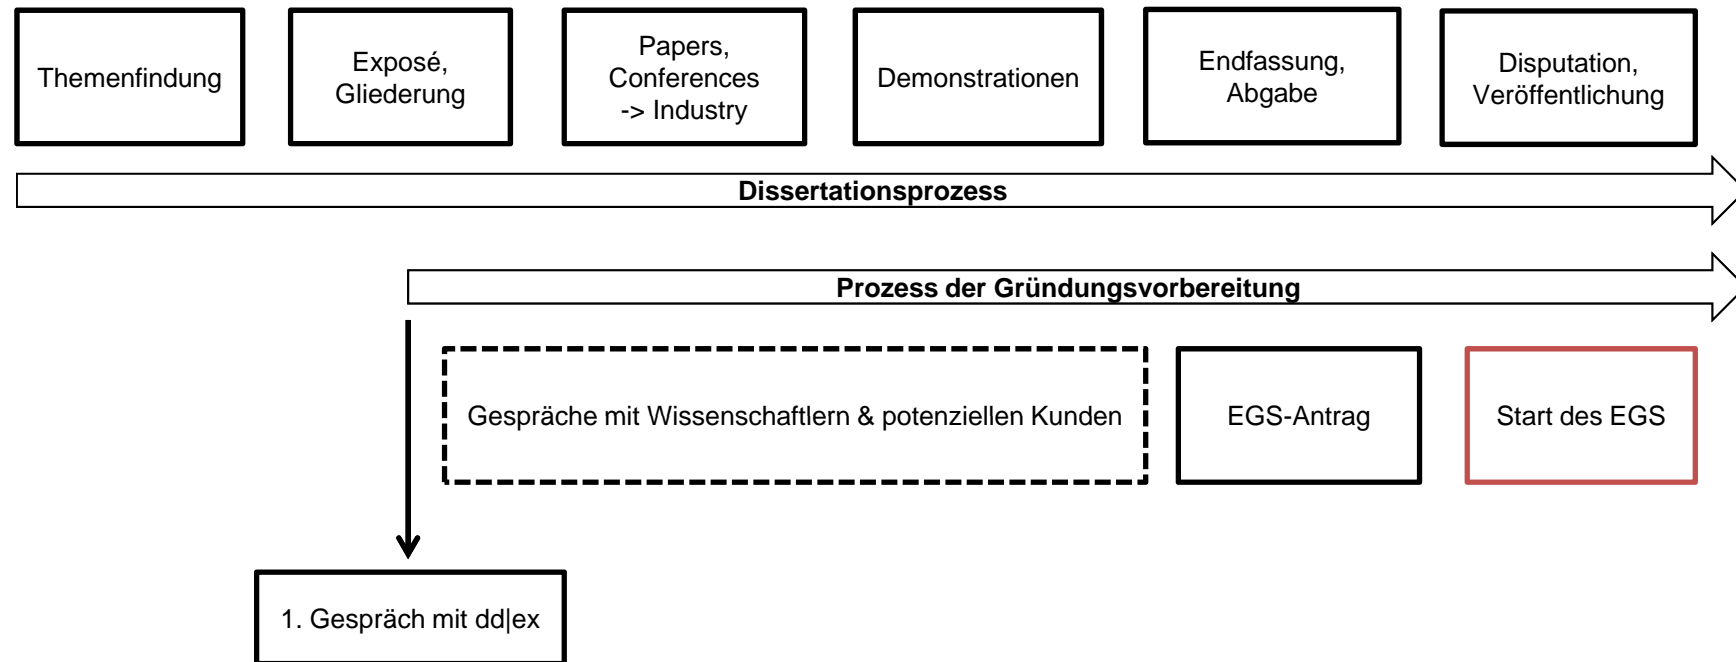 Themenfindung
Exposé,
Gliederung
Papers,
Conferences
-> Industry
Demonstrationen
Endfassung,
Abgabe
Disputation,
Veröffentlichung
Dissertationsprozess
Prozess der Gründungsvorbereitung
Gespräche mit Wissenschaftlern & potenziellen Kunden
EGS-Antrag
Start des EGS
1. Gespräch mit dd|ex